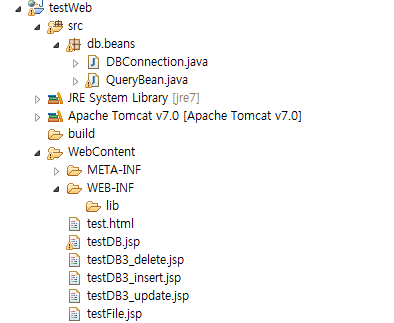 testWeb
src
db.beans
DBConnection.java
QueryBean.java
JRE System Library [jre7]
Apache Tomcat v7.0 [Apache Tomcat v7.0]
build
WebContent
META-INF
WEB-INF
lib
test.html
testDB.jsp
testDB3_delete.jsp
testDB3_insert.jsp
testDB3_update.jsp
testFile.jsp